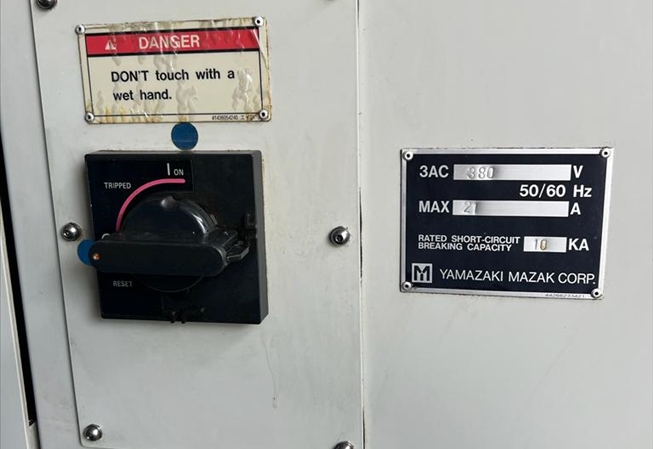 DANGER
DON'T touch with a
wet hand.
I ON
TRIPPED
RESET
3AC 380 V
50/60 Hz
MAX 21 A
RATED SHORT-CIRCUIT
BREAKING CAPACITY 10 KA
YAMAZAKI MAZAK CORP.